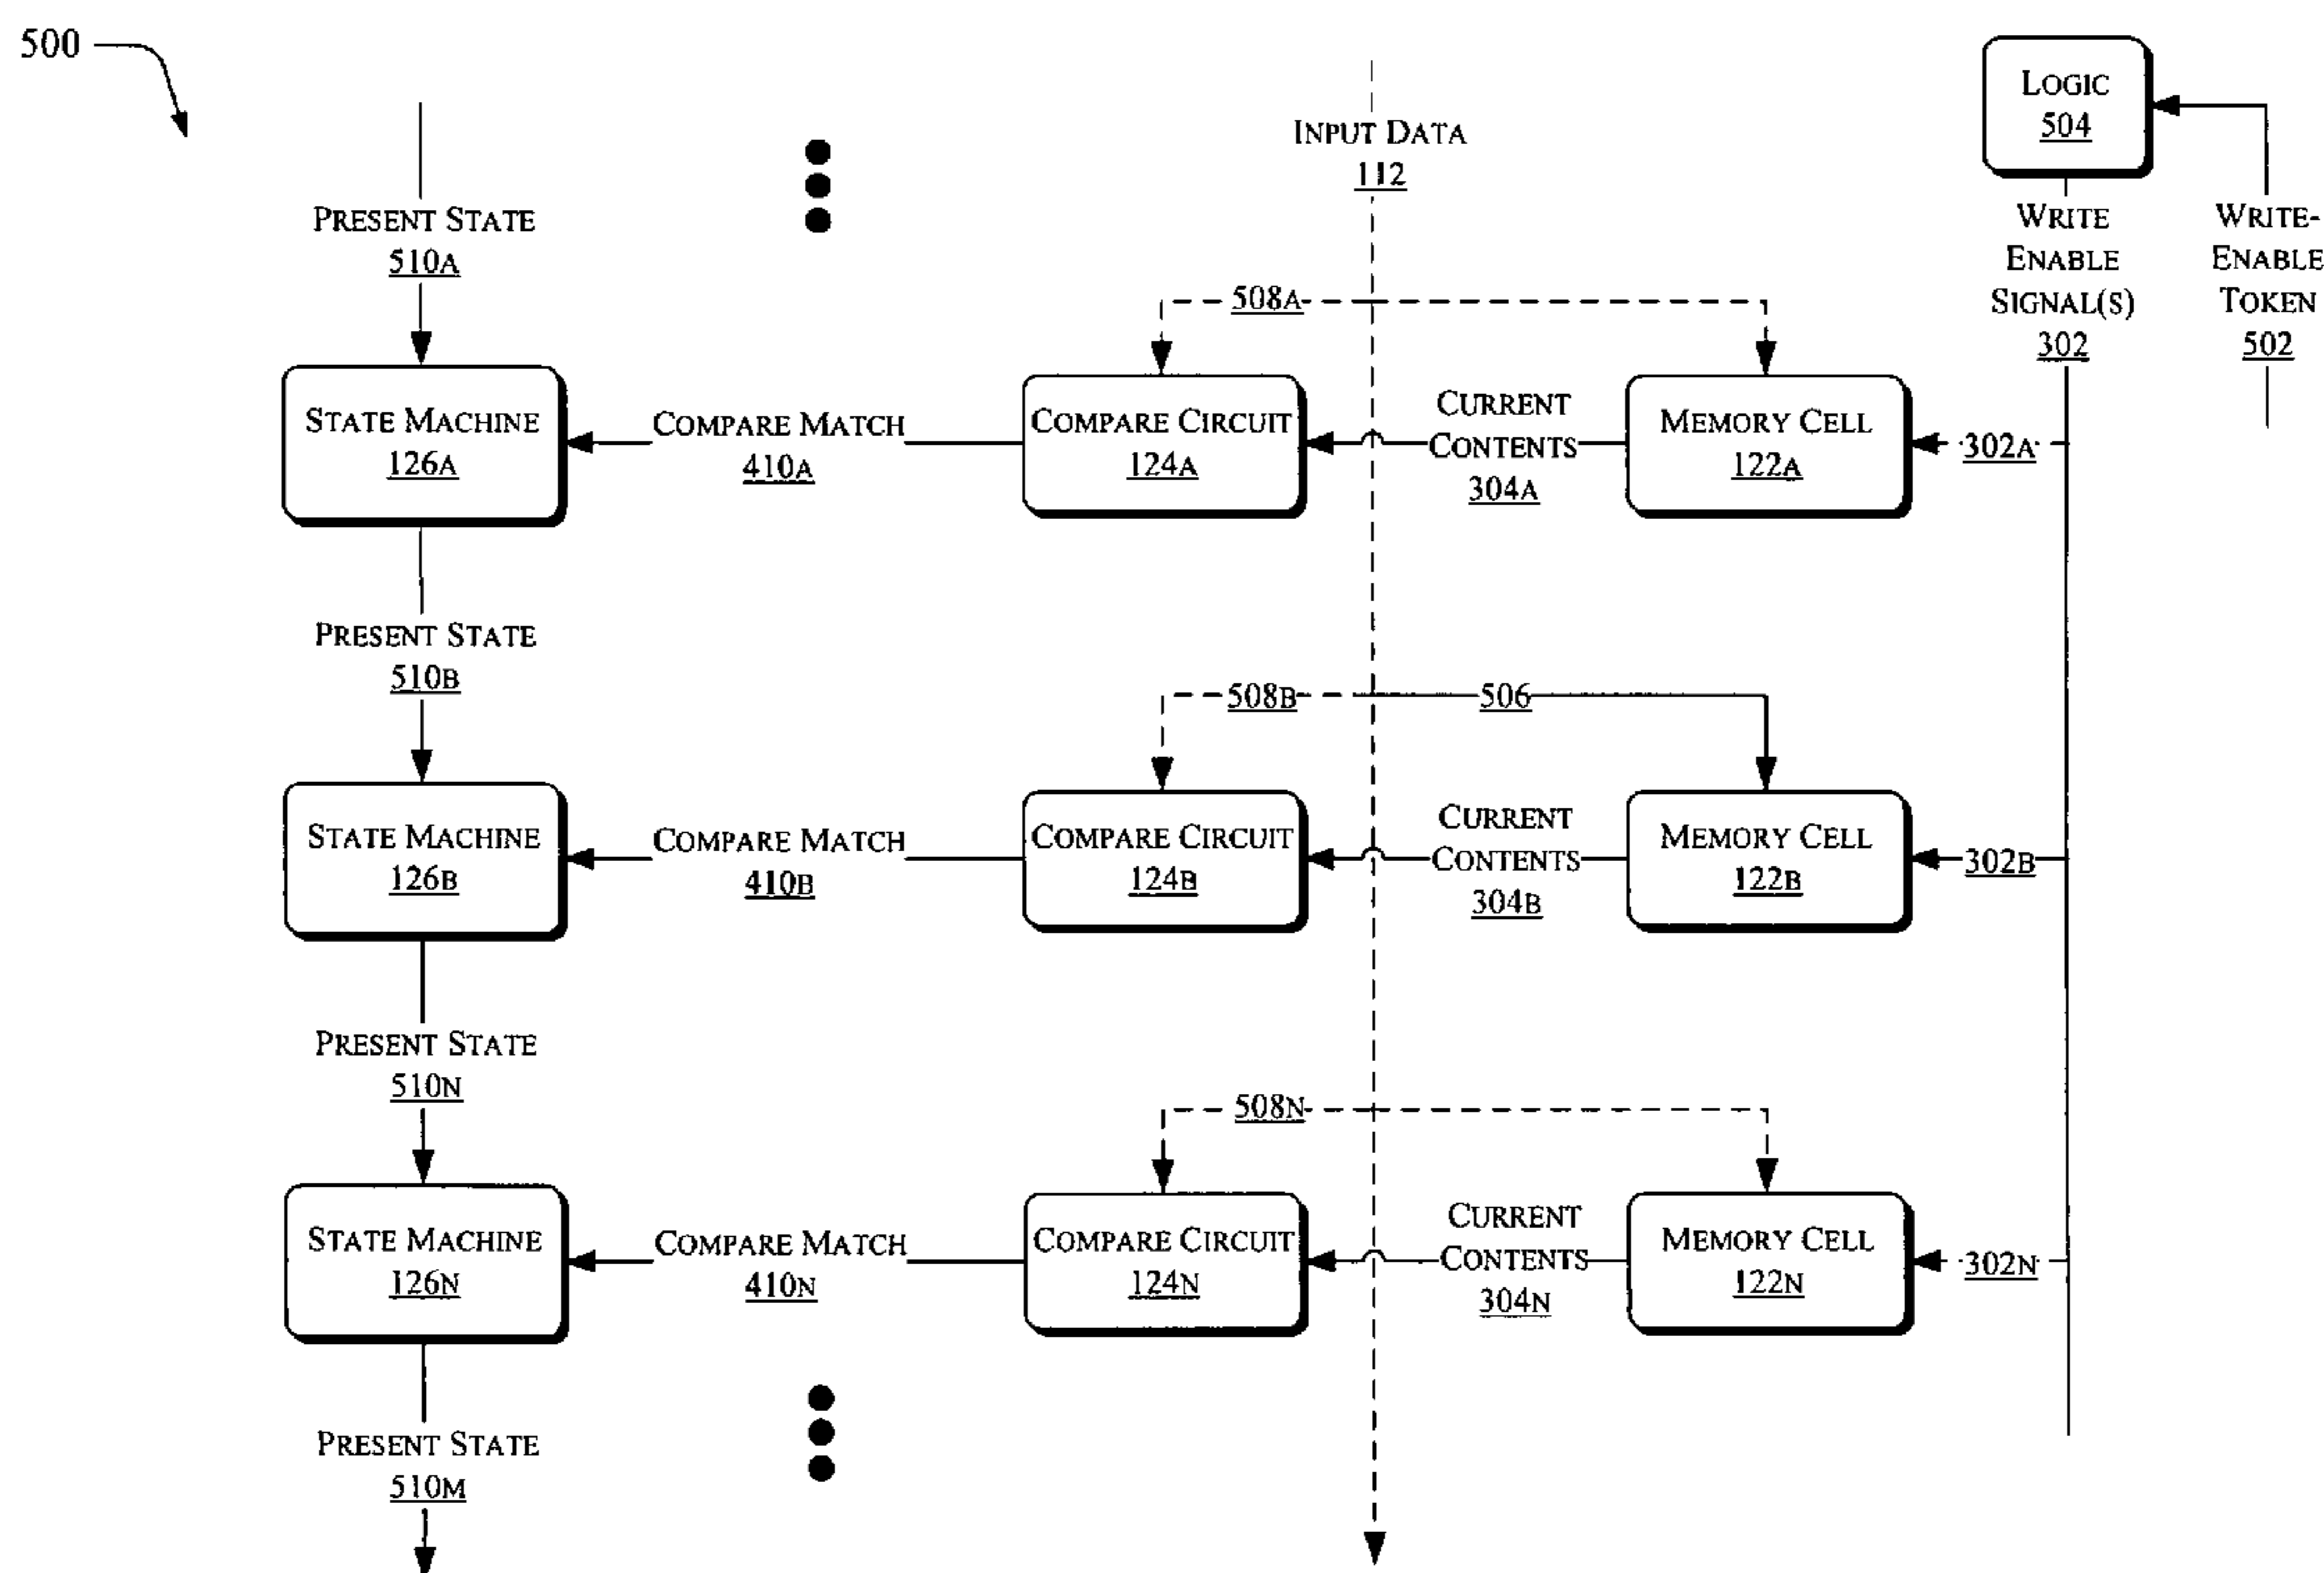 500
LOGIC
504
INPUT DATA
112
PRESENT STATE
510A
WRITE
ENABLE
SIGNAL(S)
302
WRITE-
ENABLE
TOKEN
502
508A
STATE MACHINE
126A
COMPARE MATCH
410A
COMPARE CIRCUIT
124A
CURRENT
CONTENTS
304A
MEMORY CELL
122A
302A
PRESENT STATE
510B
508B
506
STATE MACHINE
126B
COMPARE MATCH
410B
COMPARE CIRCUIT
124B
CURRENT
CONTENTS
304B
MEMORY CELL
122B
302B
PRESENT STATE
510N
508N
STATE MACHINE
126N
COMPARE MATCH
410N
COMPARE CIRCUIT
124N
CURRENT
CONTENTS
304N
MEMORY CELL
122N
302N
PRESENT STATE
510M